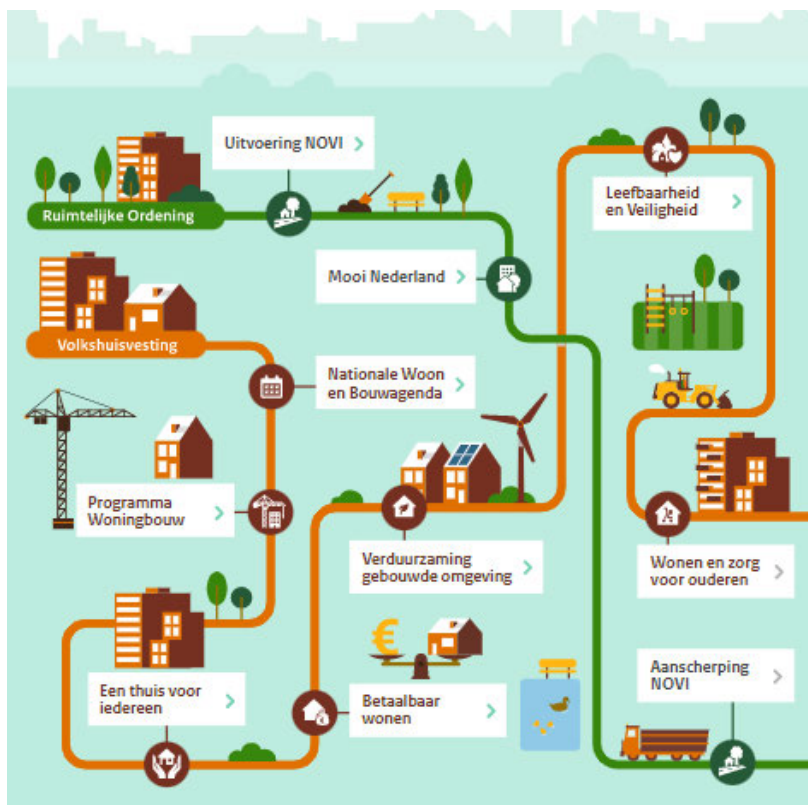 Uitvoering NOVI
Ruimtelijke Ordening
Leefbaarheid
en Veiligheid
Mooi Nederland
Volkshuisvesting
Nationale Woon
en Bouwagenda
Programma
Woningbouw
Verduurzaming
gebouwde omgeving
Wonen en zorg
voor ouderen
Een thuis voor
iedereen
€
Betaalbaar
wonen
Aanscherping
NOVI